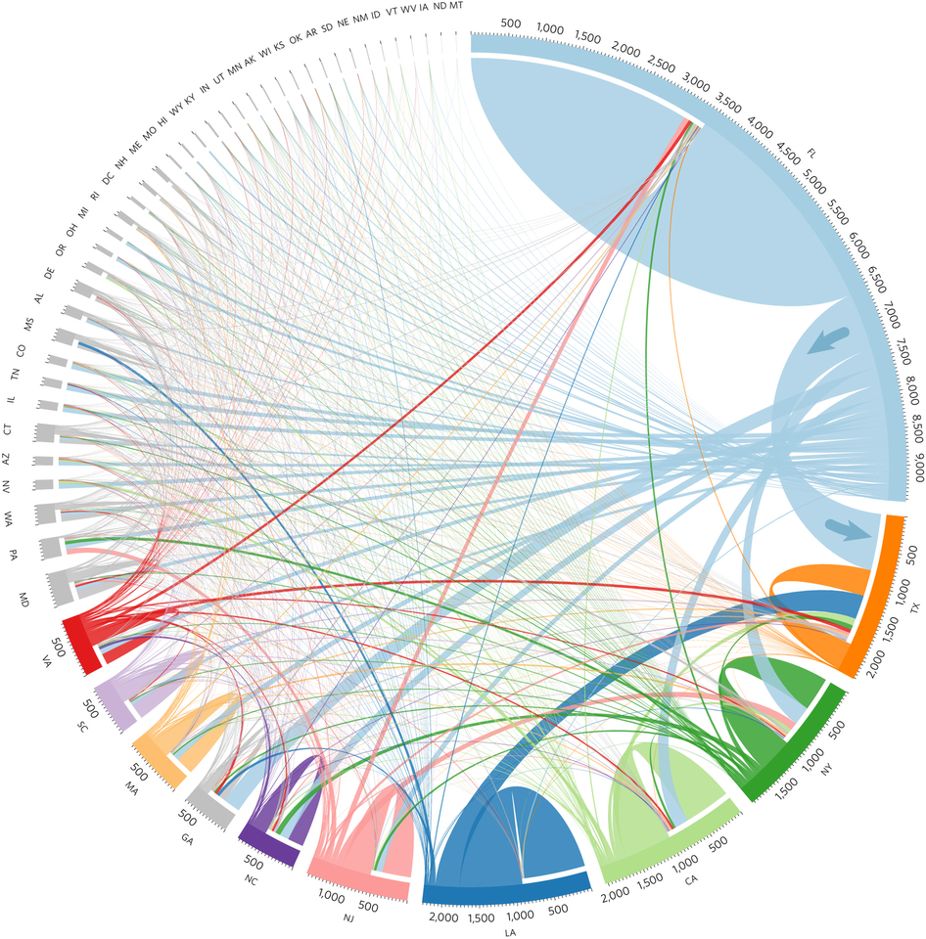 500
1,000
1,500
2,000
2,500
3,000
3,500
4,000
4,500
5,000
5,500
6,000
6,500
7,000
7,500
8,000
8,500
9,000
FL
500
1,000
1,500
2,000
TX
500
1,000
1,500
NY
500
1,000
1,500
2,000
CA
500
1,000
1,500
2,000
LA
500
1,000
NJ
500
NC
500
GA
500
MA
500
SC
500
VA
MD
PA
WA
NV
AZ
CT
IL
TN
CO
MS
AL
DE
OR
OH
MI
RI
DC
NH
ME
MO
HI
WY
KY
IN
UT
MN
AK
WI
KS
OK
AR
SD
NE
NM
ID
VT
WV
IA
ND
MT